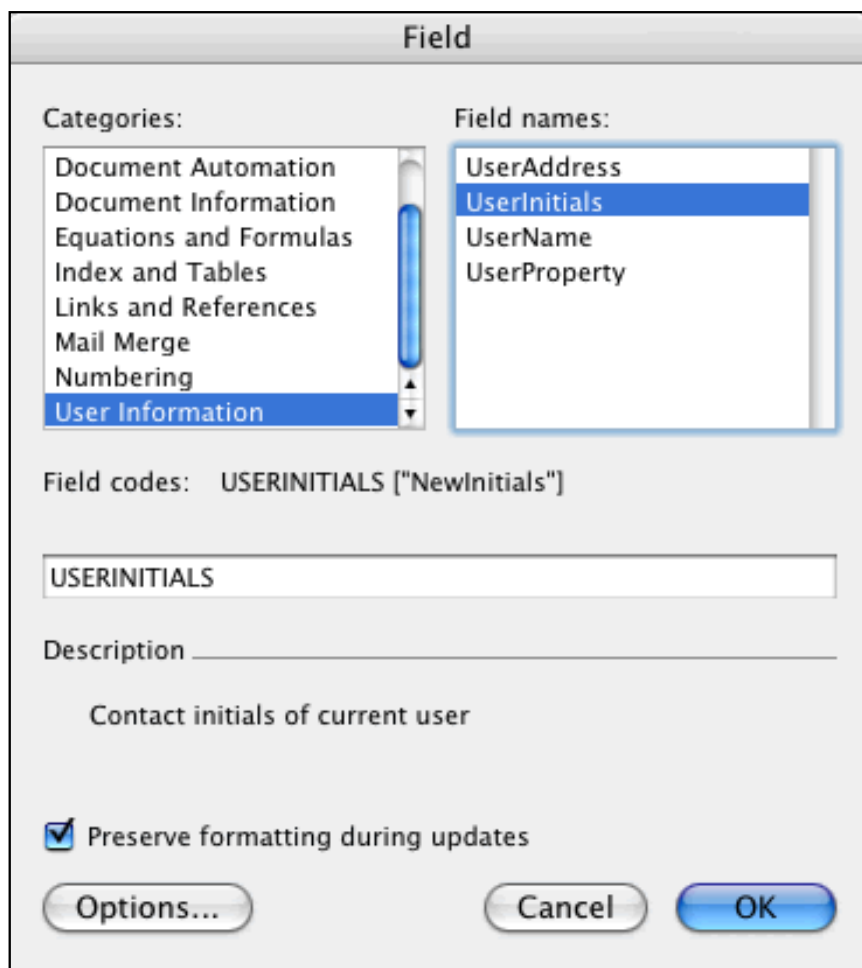 Field
Categories:
Document Automation
Document Information
Equations and Formulas
Index and Tables
Links and References
Mail Merge
Numbering
User Information
Field names:
UserAddress
UserInitials
UserName
UserProperty
Field codes: USERINITIALS ["NewInitials"]
USERINITIALS
Description
Contact initials of current user
Preserve formatting during updates
Options... Cancel OK